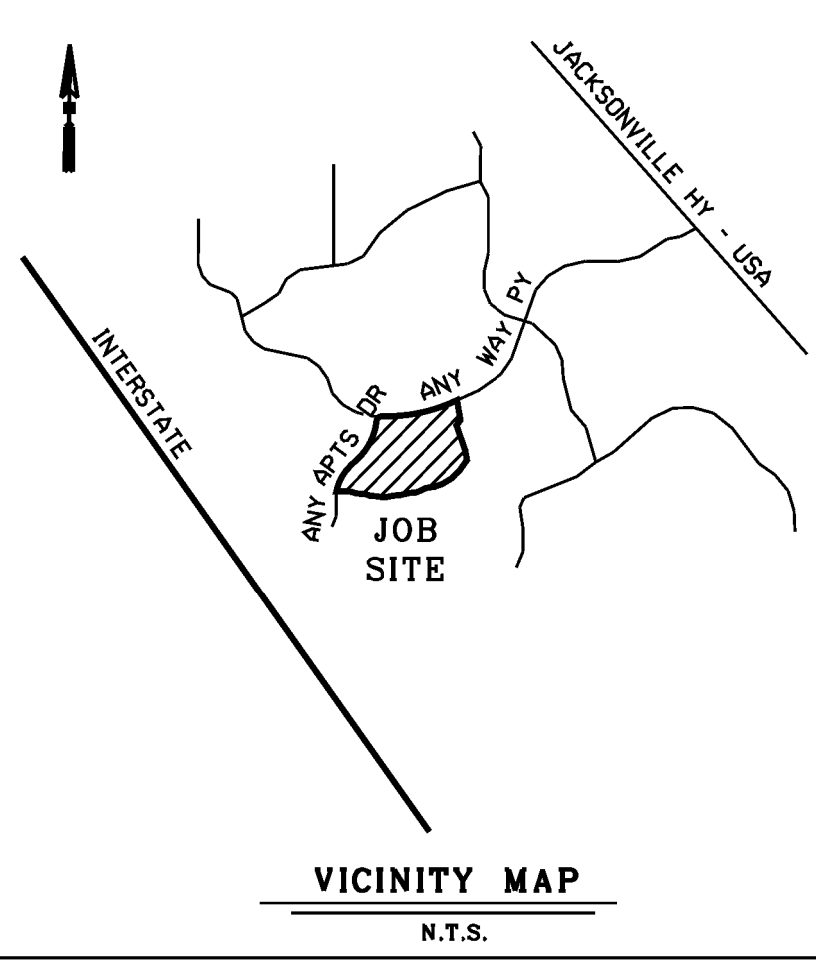 JACKSONVILLE HY - USA
INTERSTATE
ANY WAY PY
ANY APTS DR
JOB
SITE
VICINITY MAP
N.T.S.